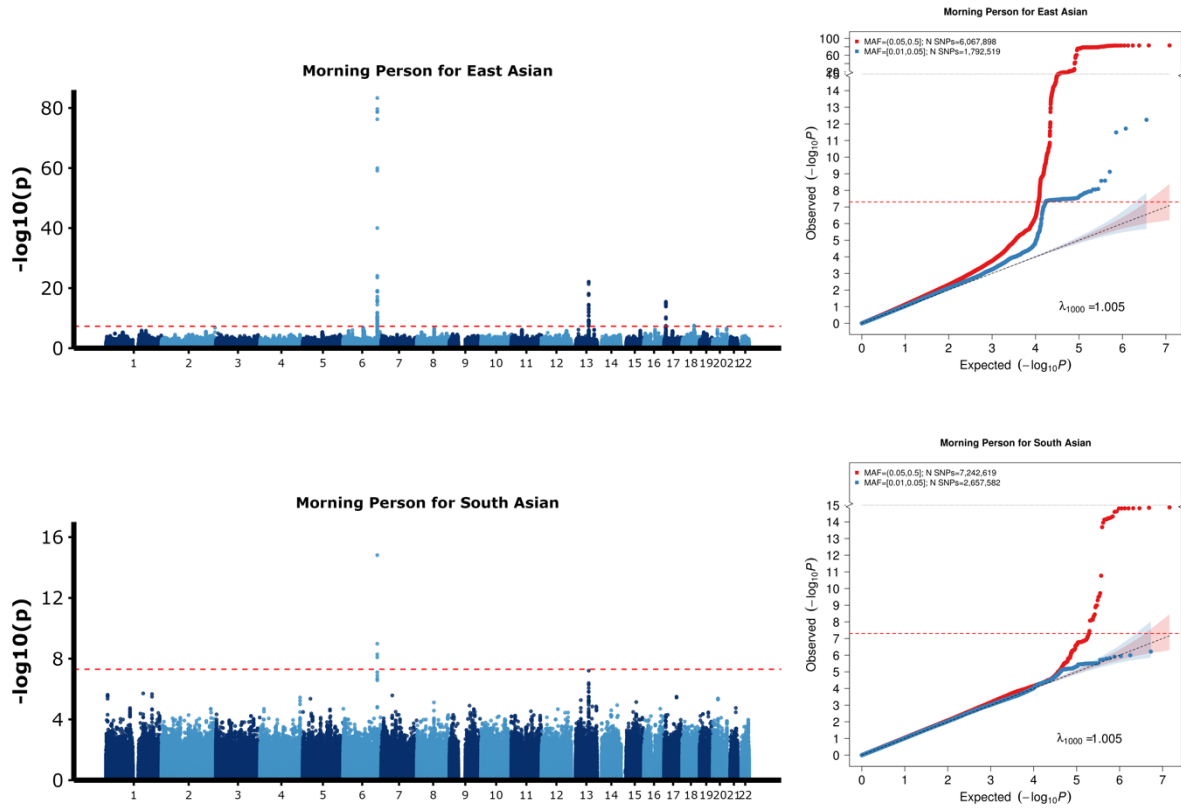 Morning Person for East Asian
-log10(p)
80
60
40
20
0
1 2 3 4 5 6 7 8 9 10 11 12 13 14 15 16 17 18 19 20 21 22
Morning Person for East Asian
MAF=(0.05,0.5]; N SNPs=6,067,898
MAF=[0.01,0.05]; N SNPs=1,792,519
Observed (−log₁₀P)
100
80
60
40
20
15
14
13
12
11
10
9
8
7
6
5
4
3
2
1
0
λ₁₀₀₀ =1.005
0 1 2 3 4 5 6 7
Expected (−log₁₀P)
Morning Person for South Asian
-log10(p)
16
12
8
4
0
1 2 3 4 5 6 7 8 9 10 11 12 13 14 15 16 17 18 19 20 21 22
Morning Person for South Asian
MAF=(0.05,0.5]; N SNPs=7,242,619
MAF=[0.01,0.05]; N SNPs=2,657,582
Observed (−log₁₀P)
15
14
13
12
11
10
9
8
7
6
5
4
3
2
1
0
λ₁₀₀₀ =1.005
0 1 2 3 4 5 6 7
Expected (−log₁₀P)